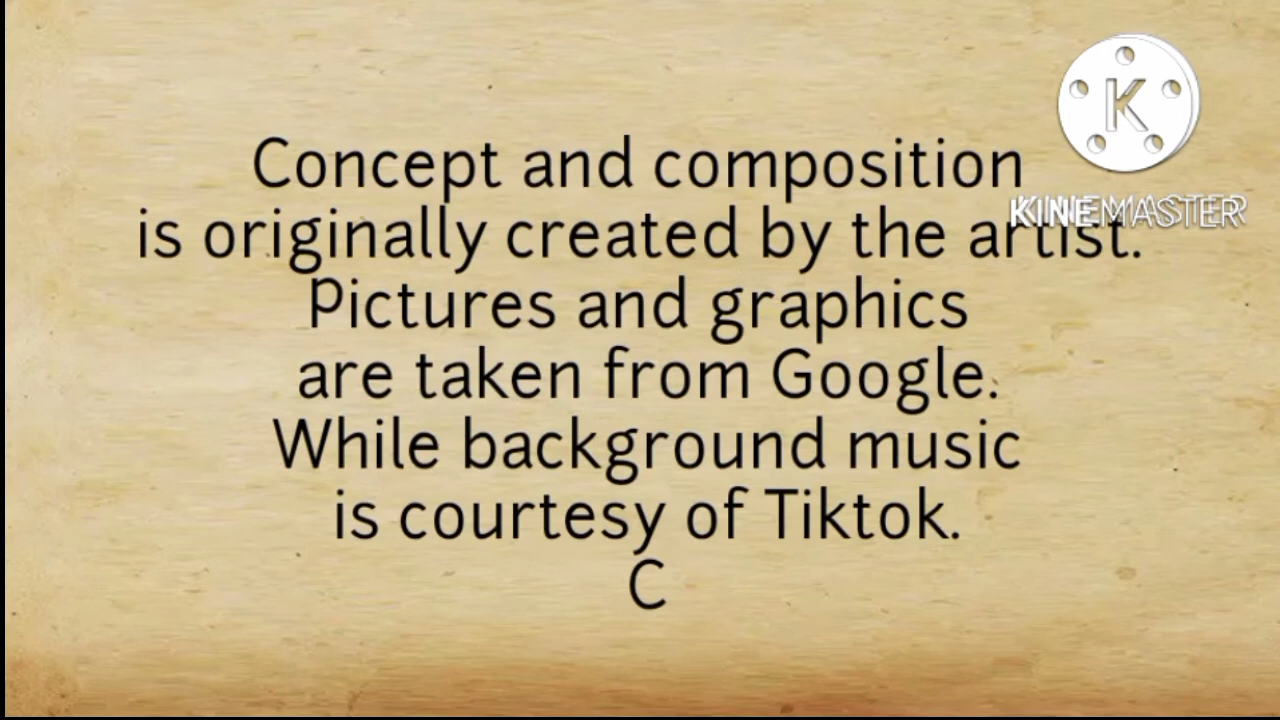 Concept and composition
is originally created by the artist.
Pictures and graphics
are taken from Google.
While background music
is courtesy of Tiktok.
C
K
KINEMASTER